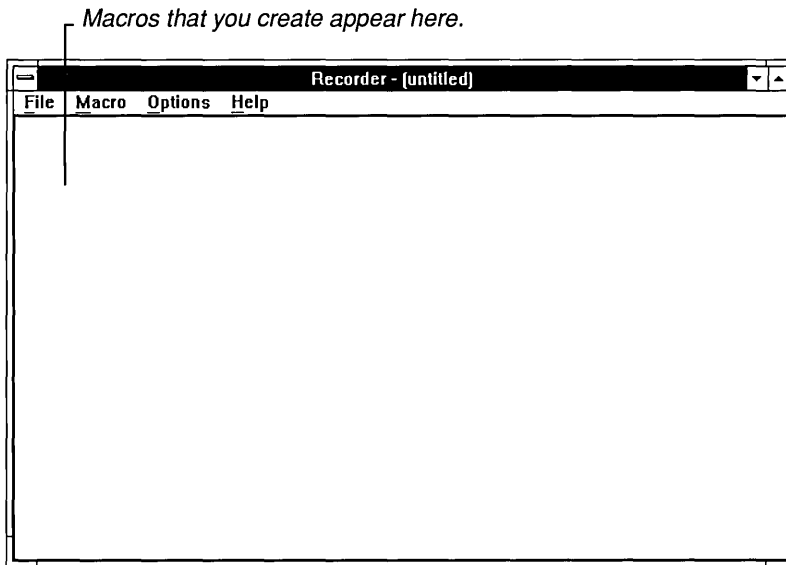 Macros that you create appear here.
Recorder - (untitled)
File Macro Options Help